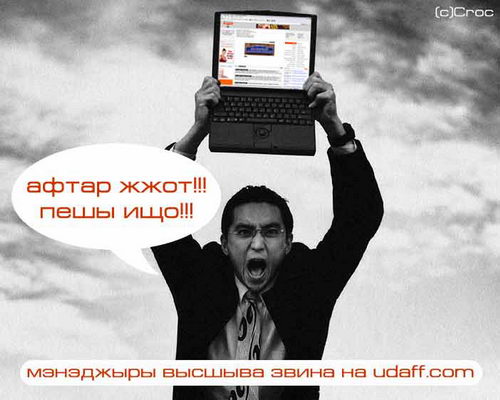 (c)Croc
афтар жжот!!!
пешы ищо!!!
мэнэджыры высшыва звина на udaff.com